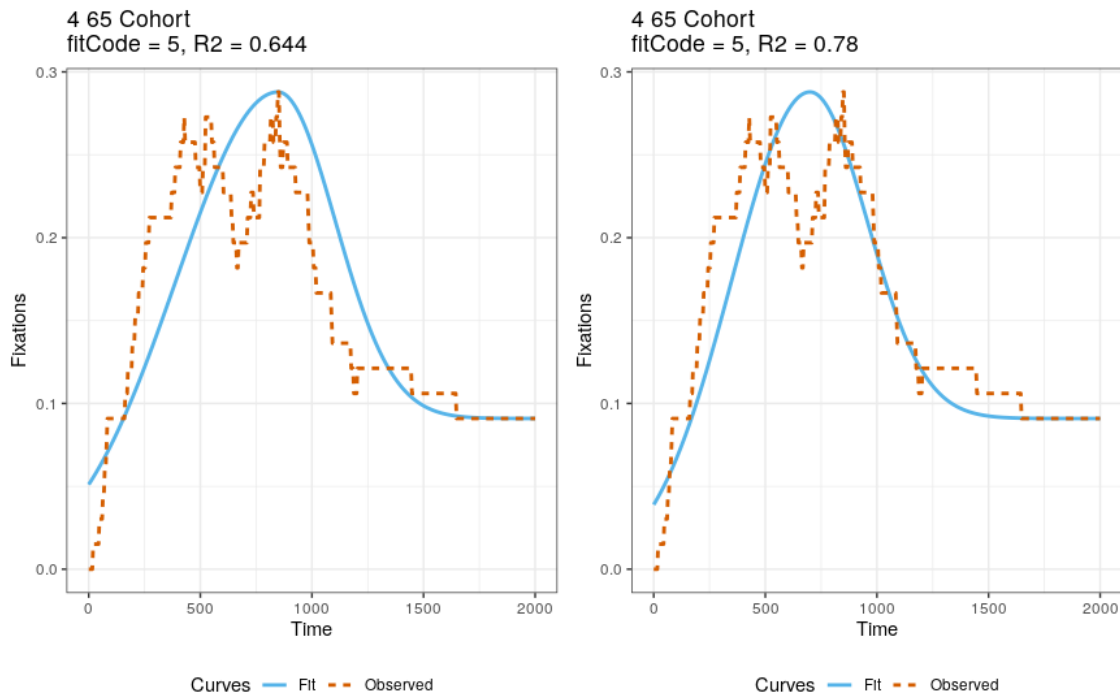 4 65 Cohort
fitCode = 5, R2 = 0.644
0.3
0.2
0.1
0.0
Fixations
0 500 1000 1500 2000
Time
Curves Fit Observed
4 65 Cohort
fitCode = 5, R2 = 0.78
0.3
0.2
0.1
0.0
Fixations
0 500 1000 1500 2000
Time
Curves Fit Observed